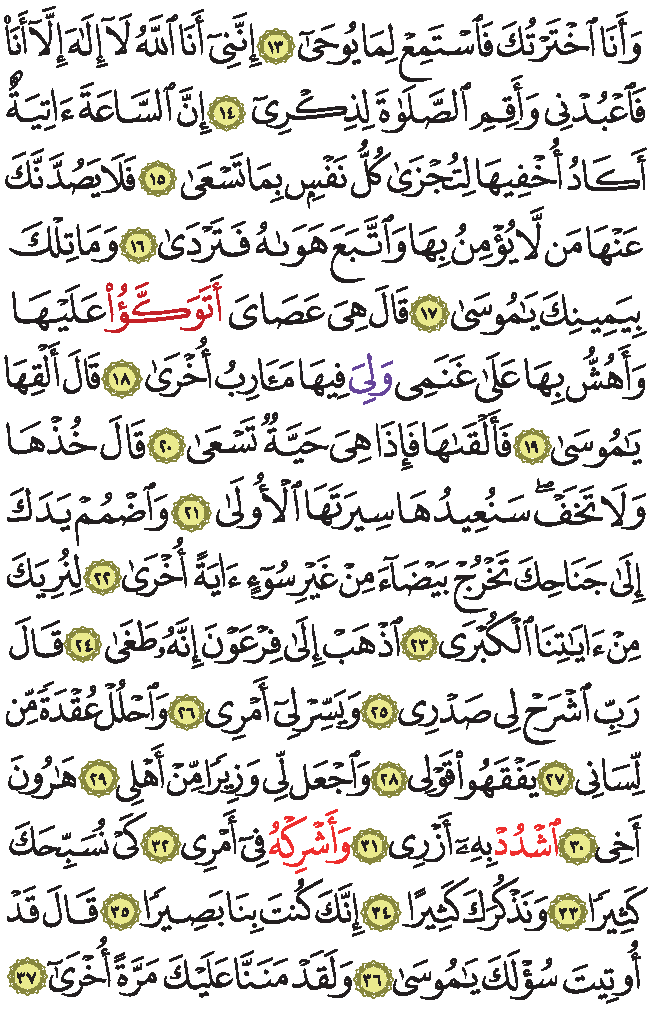 وَأَنَا ٱخْتَرْتُكَ فَٱسْتَمِعْ لِمَا يُوحَىٰٓ ١٣ إِنَّنِىٓ أَنَا ٱللَّهُ لَآ إِلَٰهَ إِلَّآ أَنَا۠
فَٱعْبُدْنِى وَأَقِمِ ٱلصَّلَوٰةَ لِذِكْرِىٓ ١٤ إِنَّ ٱلسَّاعَةَ ءَاتِيَةٌ
أَكَادُ أُخْفِيهَا لِتُجْزَىٰ كُلُّ نَفْسٍۭ بِمَا تَسْعَىٰ ١٥ فَلَا يَصُدَّنَّكَ
عَنْهَا مَن لَّا يُؤْمِنُ بِهَا وَٱتَّبَعَ هَوَىٰهُ فَتَرْدَىٰ ١٦ وَمَا تِلْكَ
بِيَمِينِكَ يَٰمُوسَىٰ ١٧ قَالَ هِىَ عَصَاىَ أَتَوَكَّؤُا۟ عَلَيْهَا
وَأَهُشُّ بِهَا عَلَىٰ غَنَمِى وَلِىَ فِيهَا مَـَٔارِبُ أُخْرَىٰ ١٨ قَالَ أَلْقِهَا
يَٰمُوسَىٰ ١٩ فَأَلْقَىٰهَا فَإِذَا هِىَ حَيَّةٌ تَسْعَىٰ ٢٠ قَالَ خُذْهَا
وَلَا تَخَفْ ۖ سَنُعِيدُهَا سِيرَتَهَا ٱلْأُولَىٰ ٢١ وَٱضْمُمْ يَدَكَ
إِلَىٰ جَنَاحِكَ تَخْرُجْ بَيْضَآءَ مِنْ غَيْرِ سُوٓءٍ ءَايَةً أُخْرَىٰ ٢٢ لِنُرِيَكَ
مِنْ ءَايَٰتِنَا ٱلْكُبْرَى ٢٣ ٱذْهَبْ إِلَىٰ فِرْعَوْنَ إِنَّهُۥ طَغَىٰ ٢٤ قَالَ
رَبِّ ٱشْرَحْ لِى صَدْرِى ٢٥ وَيَسِّرْ لِىٓ أَمْرِى ٢٦ وَٱحْلُلْ عُقْدَةً مِّن
لِّسَانِى ٢٧ يَفْقَهُوا۟ قَوْلِى ٢٨ وَٱجْعَل لِّى وَزِيرًا مِّنْ أَهْلِى ٢٩ هَٰرُونَ
أَخِى ٣٠ ٱشْدُدْ بِهِۦٓ أَزْرِى ٣١ وَأَشْرِكْهُ فِىٓ أَمْرِى ٣٢ كَىْ نُسَبِّحَكَ
كَثِيرًا ٣٣ وَنَذْكُرَكَ كَثِيرًا ٣٤ إِنَّكَ كُنتَ بِنَا بَصِيرًا ٣٥ قَالَ قَدْ
أُوتِيتَ سُؤْلَكَ يَٰمُوسَىٰ ٣٦ وَلَقَدْ مَنَنَّا عَلَيْكَ مَرَّةً أُخْرَىٰٓ ٣٧